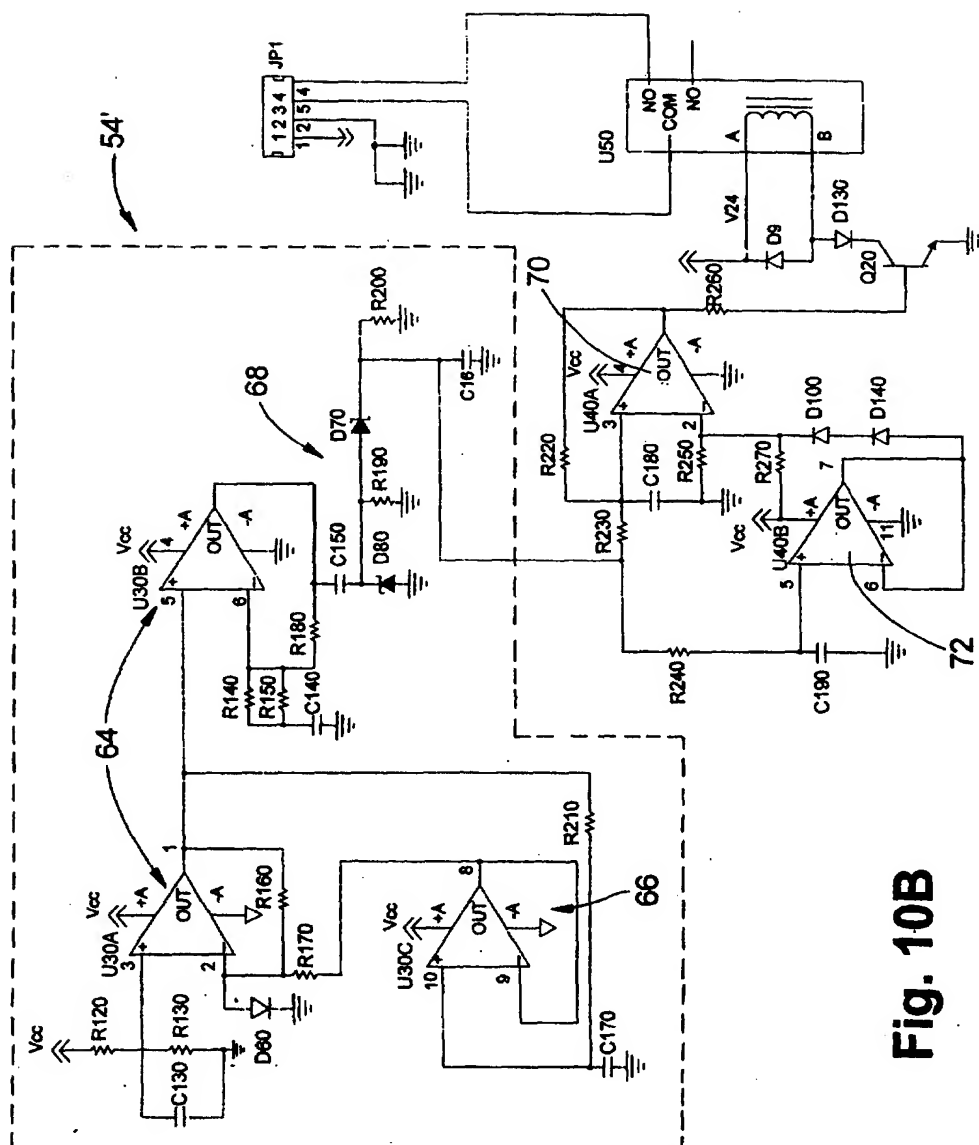 54'
JP1
1 2 3 4
1 2 5 4
Vcc
R120
R130
C130
3
U30A
Vcc
+A
OUT
-A
2
1
64
R160
D60
R170
Vcc
U30C
+A
10
OUT
8
-A
9
66
C170
R210
Vcc
U30B
4
+A
5
OUT
6
-A
R140
R150
C140
R180
C150
D80
68
D70
R190
R200
C16
70
R220
Vcc
U40A
4
+A
3
OUT
2
-A
R230
C180
R250
R260
R240
C190
Vcc
U40B
+A
5
OUT
7
6
-A
11
R270
D100
D140
72
U50
NO
COM
NO
A
B
V24
D9
D130
Q20
Fig. 10B